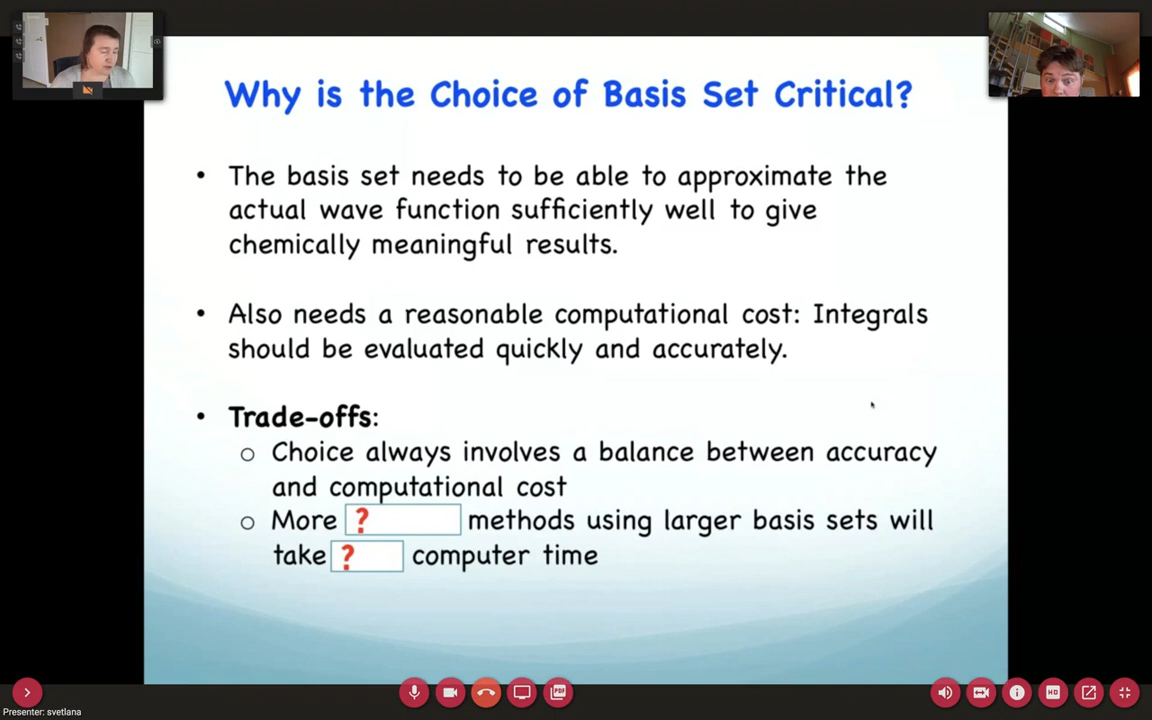 Why is the Choice of Basis Set Critical?
• The basis set needs to be able to approximate the
actual wave function sufficiently well to give
chemically meaningful results.
• Also needs a reasonable computational cost: Integrals
should be evaluated quickly and accurately.
• Trade-offs:
o Choice always involves a balance between accuracy
and computational cost
o More ? methods using larger basis sets will
take ? computer time
PDF
HD
Presenter: svetlana